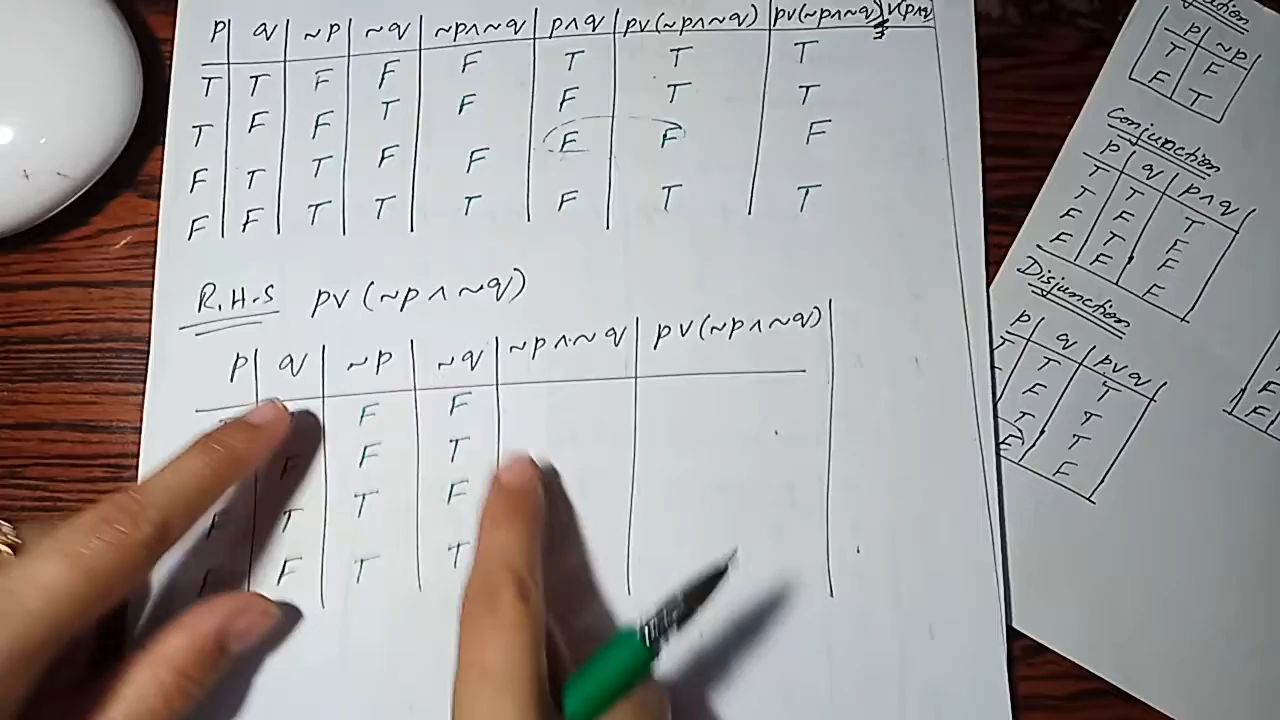 p q ~p ~q ~p∧~q p∧q p∨(~p∧~q) p∨(~p∧~q)∨(p∧q)
T T F F F T T T
T F F T F F T T
F T T F F F F F
F F T T T F T T
R.H.S p∨(~p∧~q)
p q ~p ~q ~p∧~q p∨(~p∧~q)
F F
F F T
F T T F
F F T T
p ~p
T F
F T
Conjunction
p q p∧q
T T T
T F F
F T F
F F F
Disjunction
p q p∨q
T T T
T F T
T T
F F F
F
F